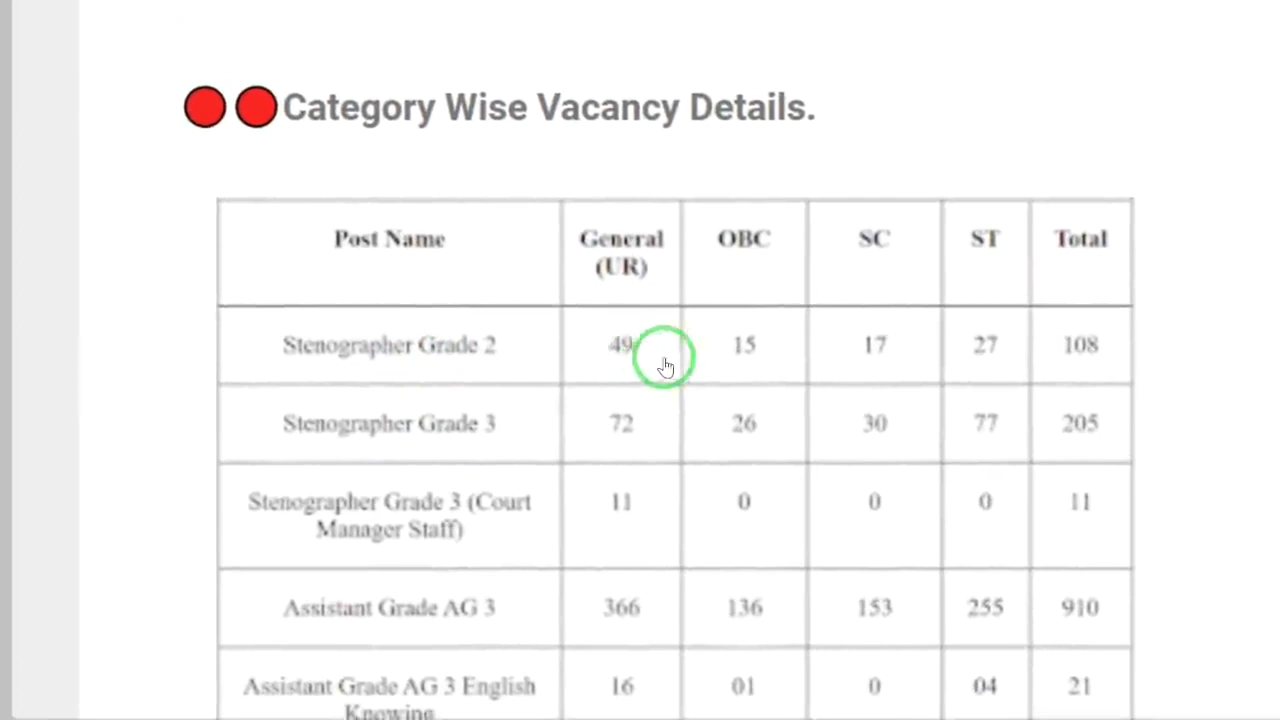 Category Wise Vacancy Details.
Post Name General (UR) OBC SC ST Total
Stenographer Grade 2 49 15 17 27 108
Stenographer Grade 3 72 26 30 77 205
Stenographer Grade 3 (Court Manager Staff) 11 0 0 0 11
Assistant Grade AG 3 366 136 153 255 910
Assistant Grade AG 3 English Knowing 16 01 0 04 21